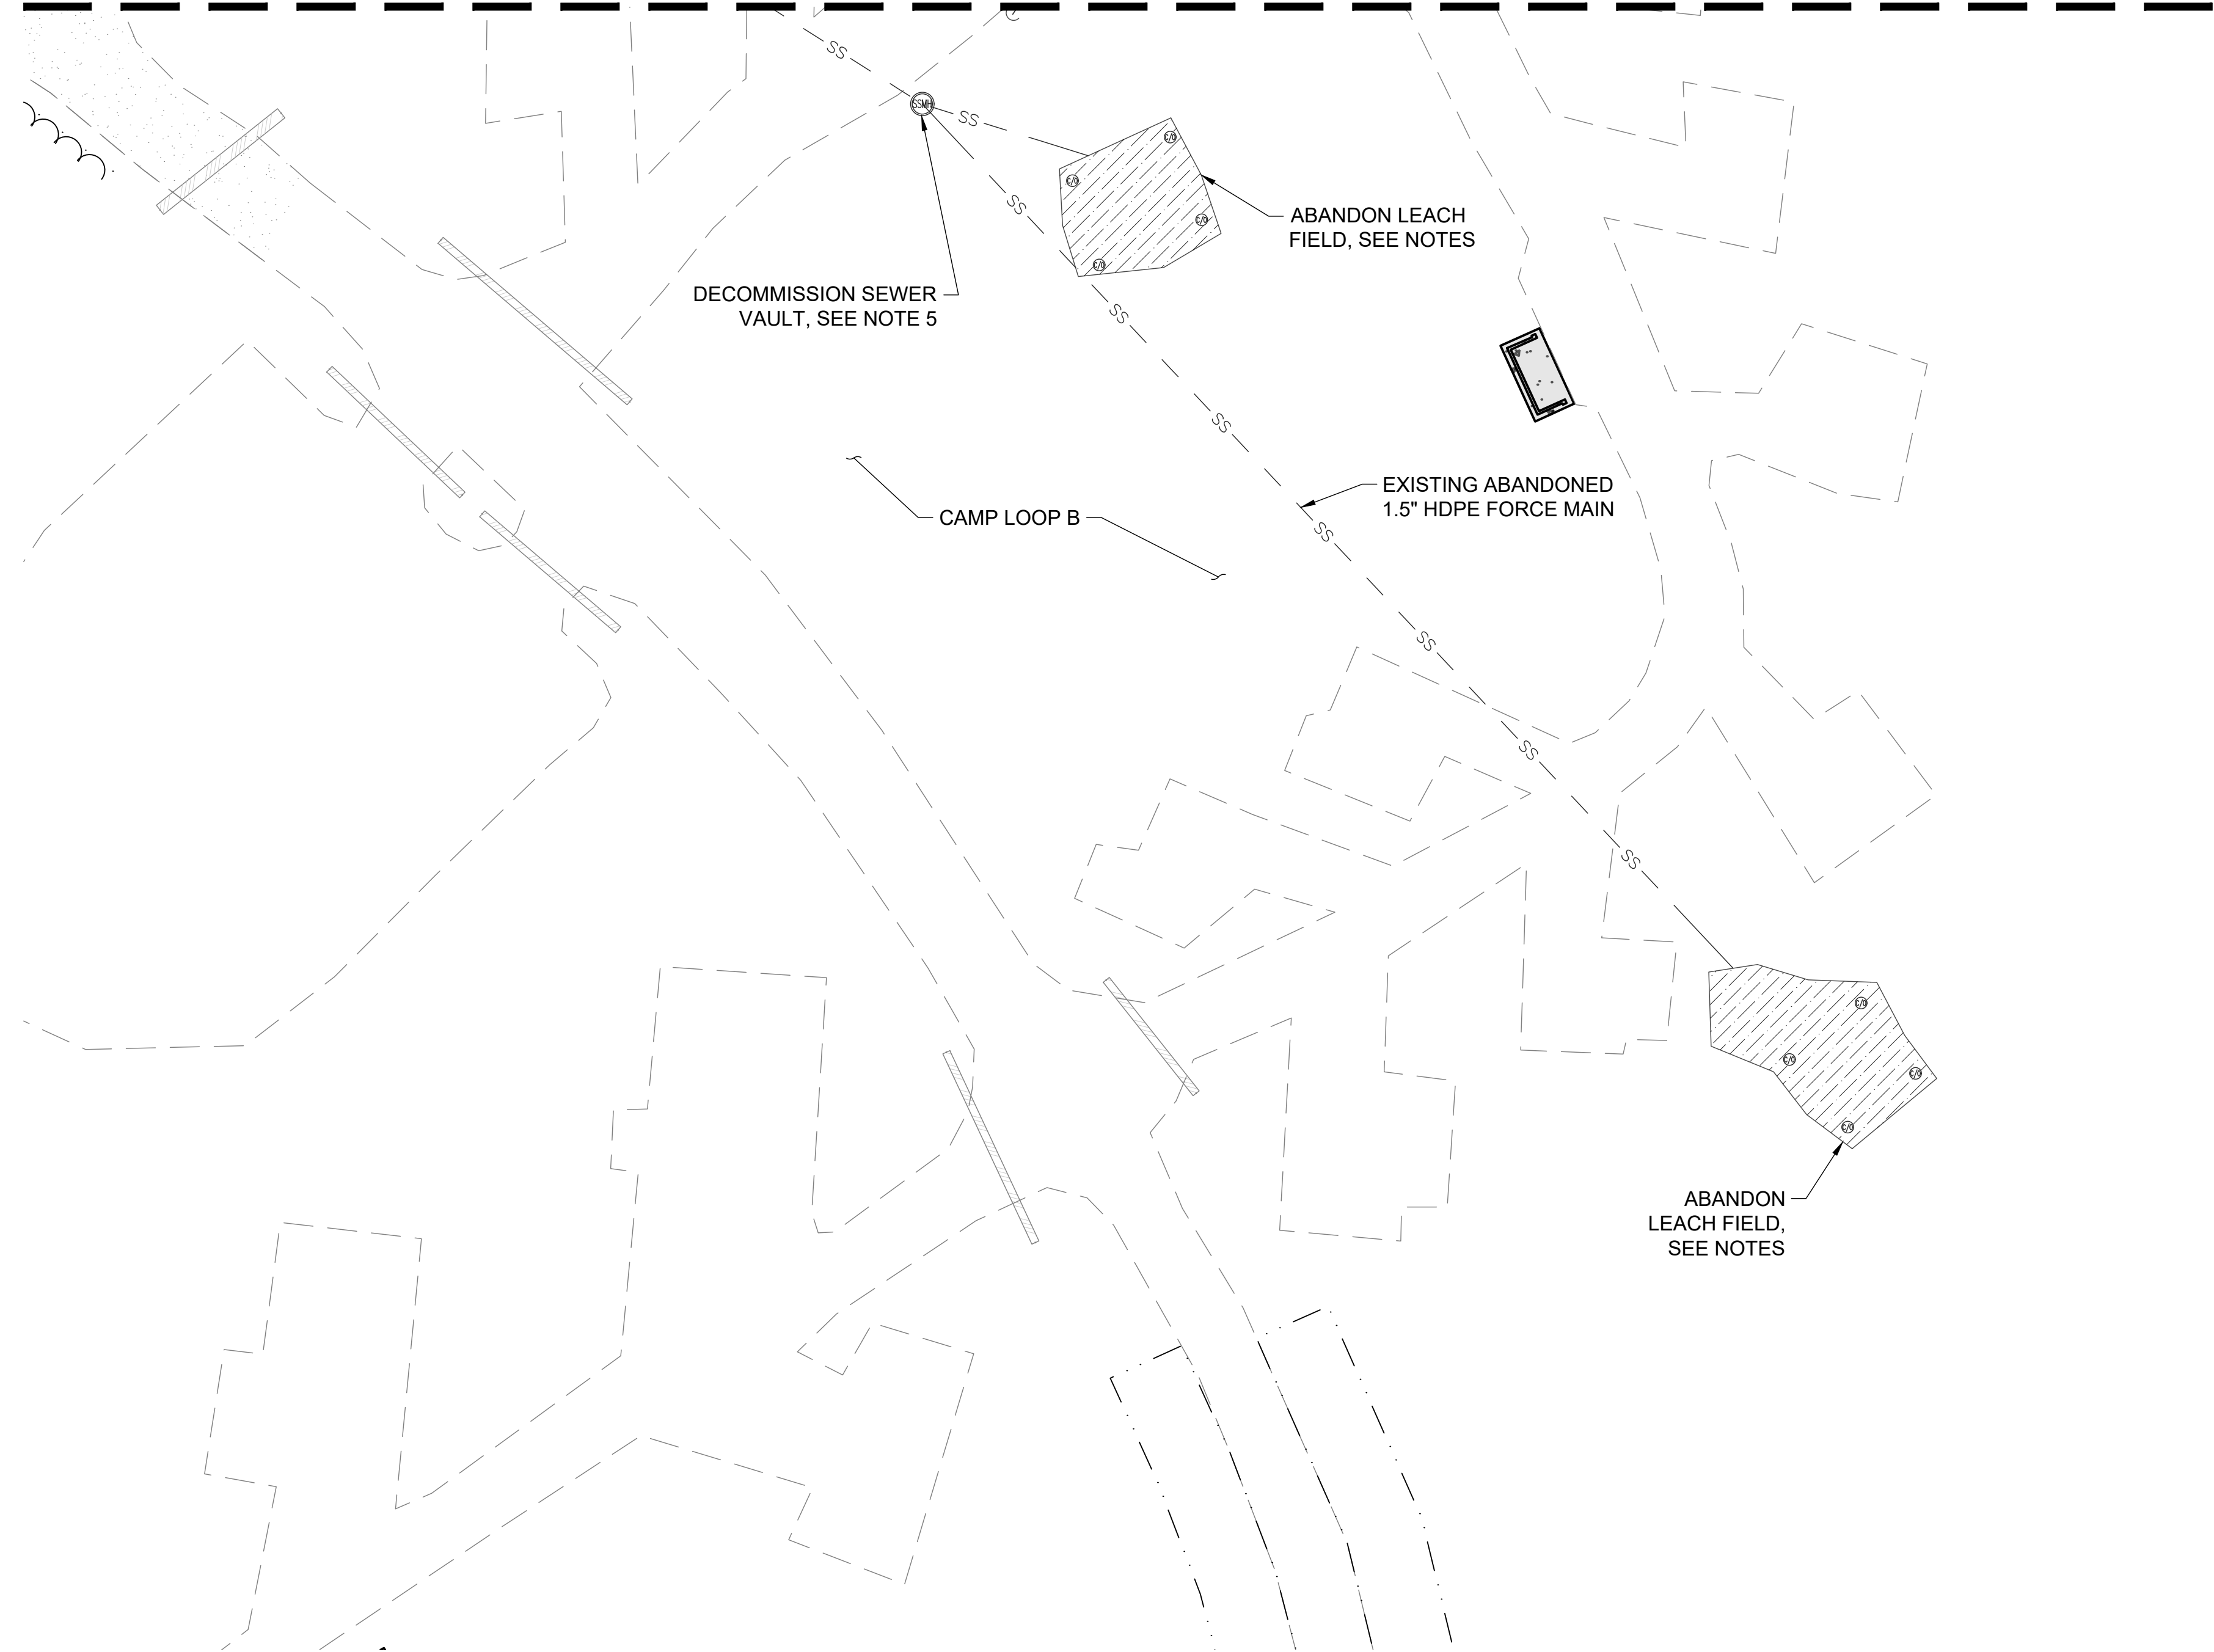 SS
SSMH
SS
C/O
C/O
SS
C/O
ABANDON LEACH
FIELD, SEE NOTES
C/O
DECOMMISSION SEWER
VAULT, SEE NOTE 5
SS
SS
EXISTING ABANDONED
1.5" HDPE FORCE MAIN
CAMP LOOP B
SS
SS
SS
SS
C/O
C/O
C/O
C/O
ABANDON
LEACH FIELD,
SEE NOTES